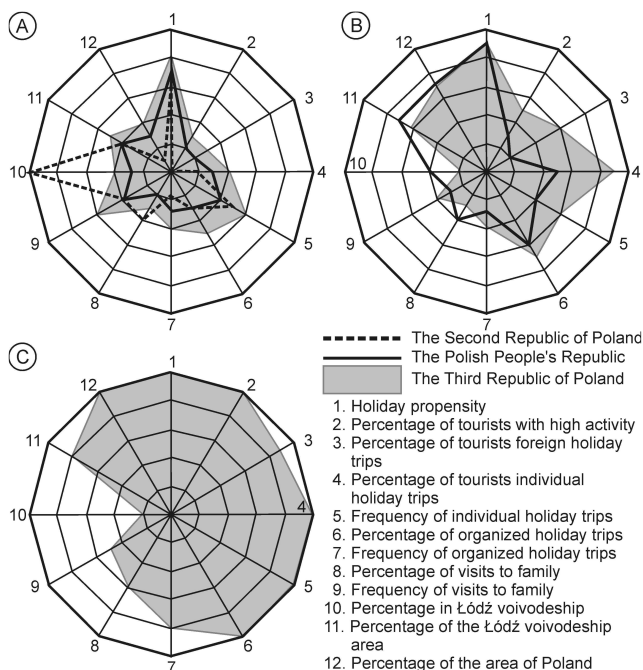 A
1
2
3
4
5
6
7
8
9
10
11
12
B
1
2
3
4
5
6
7
8
9
10
11
12
C
1
2
3
4
5
6
7
8
9
10
11
12
The Second Republic of Poland
The Polish People's Republic
The Third Republic of Poland
1. Holiday propensity
2. Percentage of tourists with high activity
3. Percentage of tourists foreign holiday
trips
4. Percentage of tourists individual
holiday trips
5. Frequency of individual holiday trips
6. Percentage of organized holiday trips
7. Frequency of organized holiday trips
8. Percentage of visits to family
9. Frequency of visits to family
10. Percentage in Łódź voivodeship
11. Percentage of the Łódź voivodeship
area
12. Percentage of the area of Poland